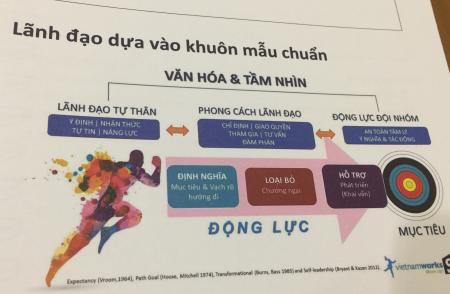 Lãnh đạo dựa vào khuôn mẫu chuẩn
VĂN HÓA & TẦM NHÌN
LÃNH ĐẠO TỰ THÂN
Ý ĐỊNH | NHẬN THỨC
TỰ TIN | NĂNG LỰC
PHONG CÁCH LÃNH ĐẠO
CHỈ ĐỊNH | GIAO QUYỀN
THAM GIA | TƯ VẤN
ĐÀM PHÁN
ĐỘNG LỰC ĐỘI NHÓM
AN TOÀN TÂM LÝ
Ý NGHĨA & TÁC ĐỘNG
ĐỊNH NGHĨA
Mục tiêu & Vạch rõ
hướng đi
LOẠI BỎ
Chướng ngại
HỖ TRỢ
Phát triển
(Khai vấn)
ĐỘNG LỰC
MỤC TIÊU
Expectancy (Vroom,1964), Path Goal (House, Mitchell 1974), Transformational (Burns, Bass 1985) and Self-leadership (Bryant & Kazan 2012).
vietnamworks